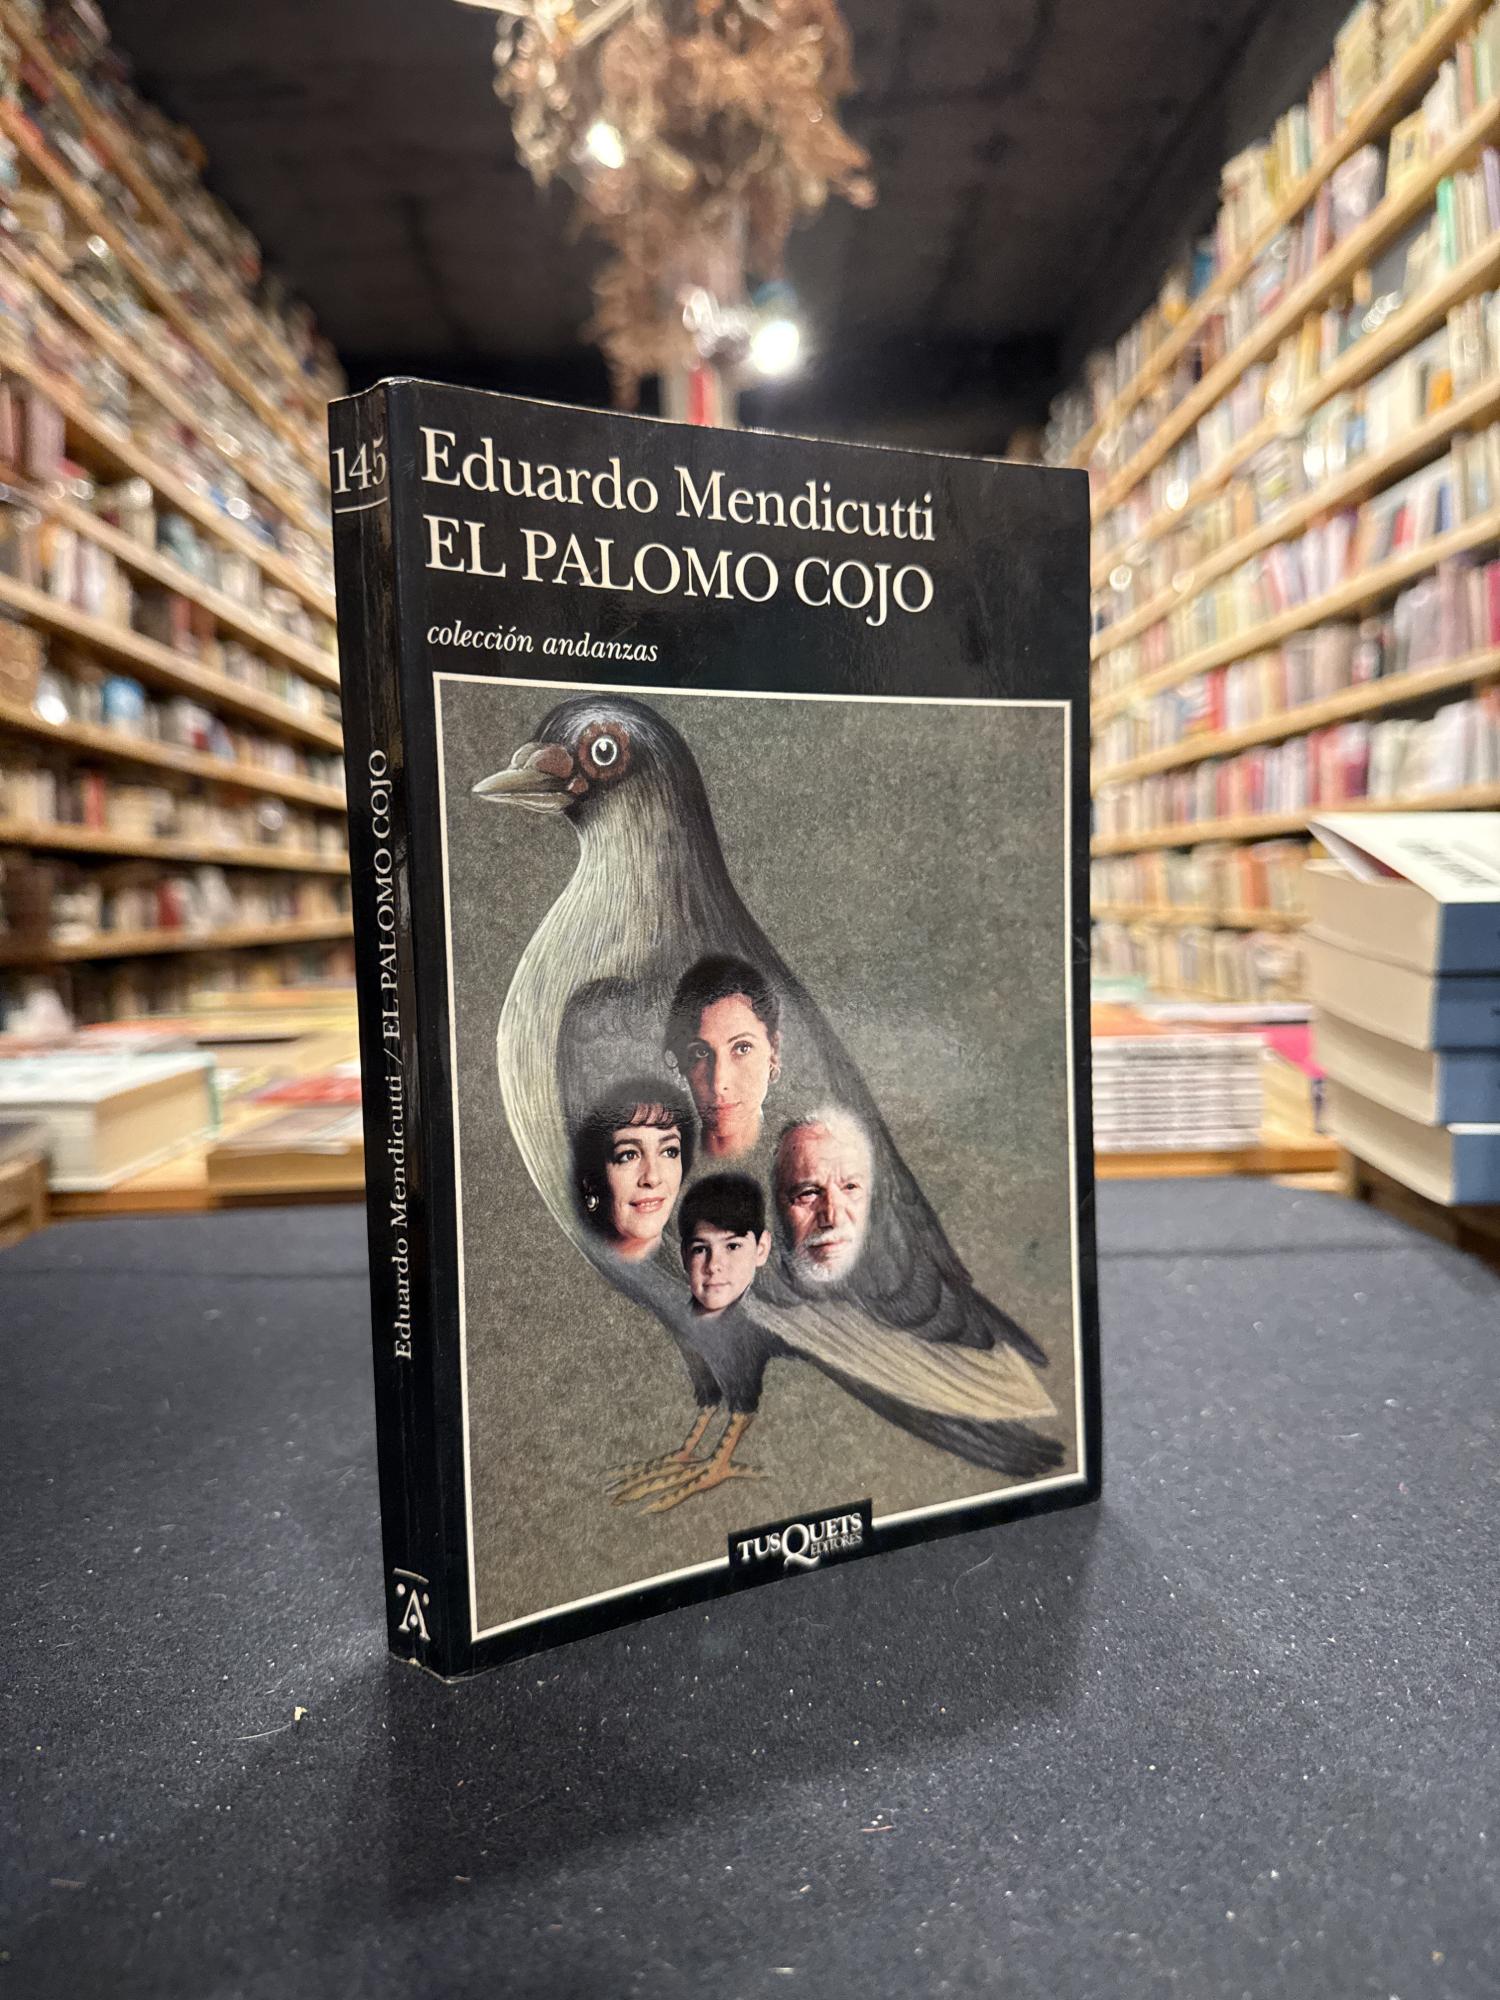 145
Eduardo Mendicutti / EL PALOMO COJO
A
Eduardo Mendicutti
EL PALOMO COJO
colección andanzas
TUSQUETS
EDITORES